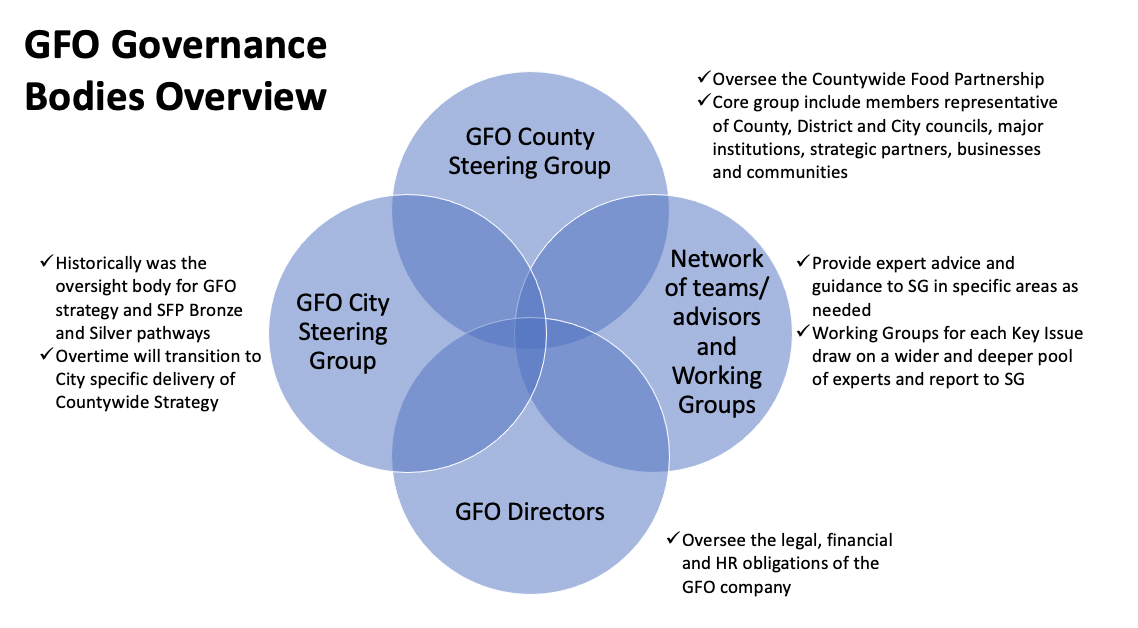 GFO Governance
Bodies Overview
GFO County
Steering Group
✓Oversee the Countywide Food Partnership
✓Core group include members representative
of County, District and City councils, major
institutions, strategic partners, businesses
and communities
✓Historically was the
oversight body for GFO
strategy and SFP Bronze
and Silver pathways
✓Overtime will transition to
City specific delivery of
Countywide Strategy
GFO City
Steering
Group
Network
of teams/
advisors
and
Working
Groups
✓Provide expert advice and
guidance to SG in specific areas as
needed
✓Working Groups for each Key Issue
draw on a wider and deeper pool
of experts and report to SG
GFO Directors
✓Oversee the legal, financial
and HR obligations of the
GFO company